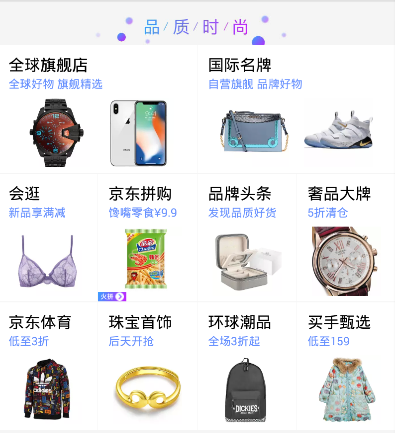 品/质/时/尚
全球旗舰店
全球好物 旗舰精选
国际名牌
自营旗舰 品牌好物
会逛
新品享满减
京东拼购
馋嘴零食¥9.9
品牌头条
发现品质好货
奢品大牌
5折清仓
火拼
京东体育
低至3折
珠宝首饰
后天开抢
环球潮品
全场3折起
买手甄选
低至159
adidas
DICKIES